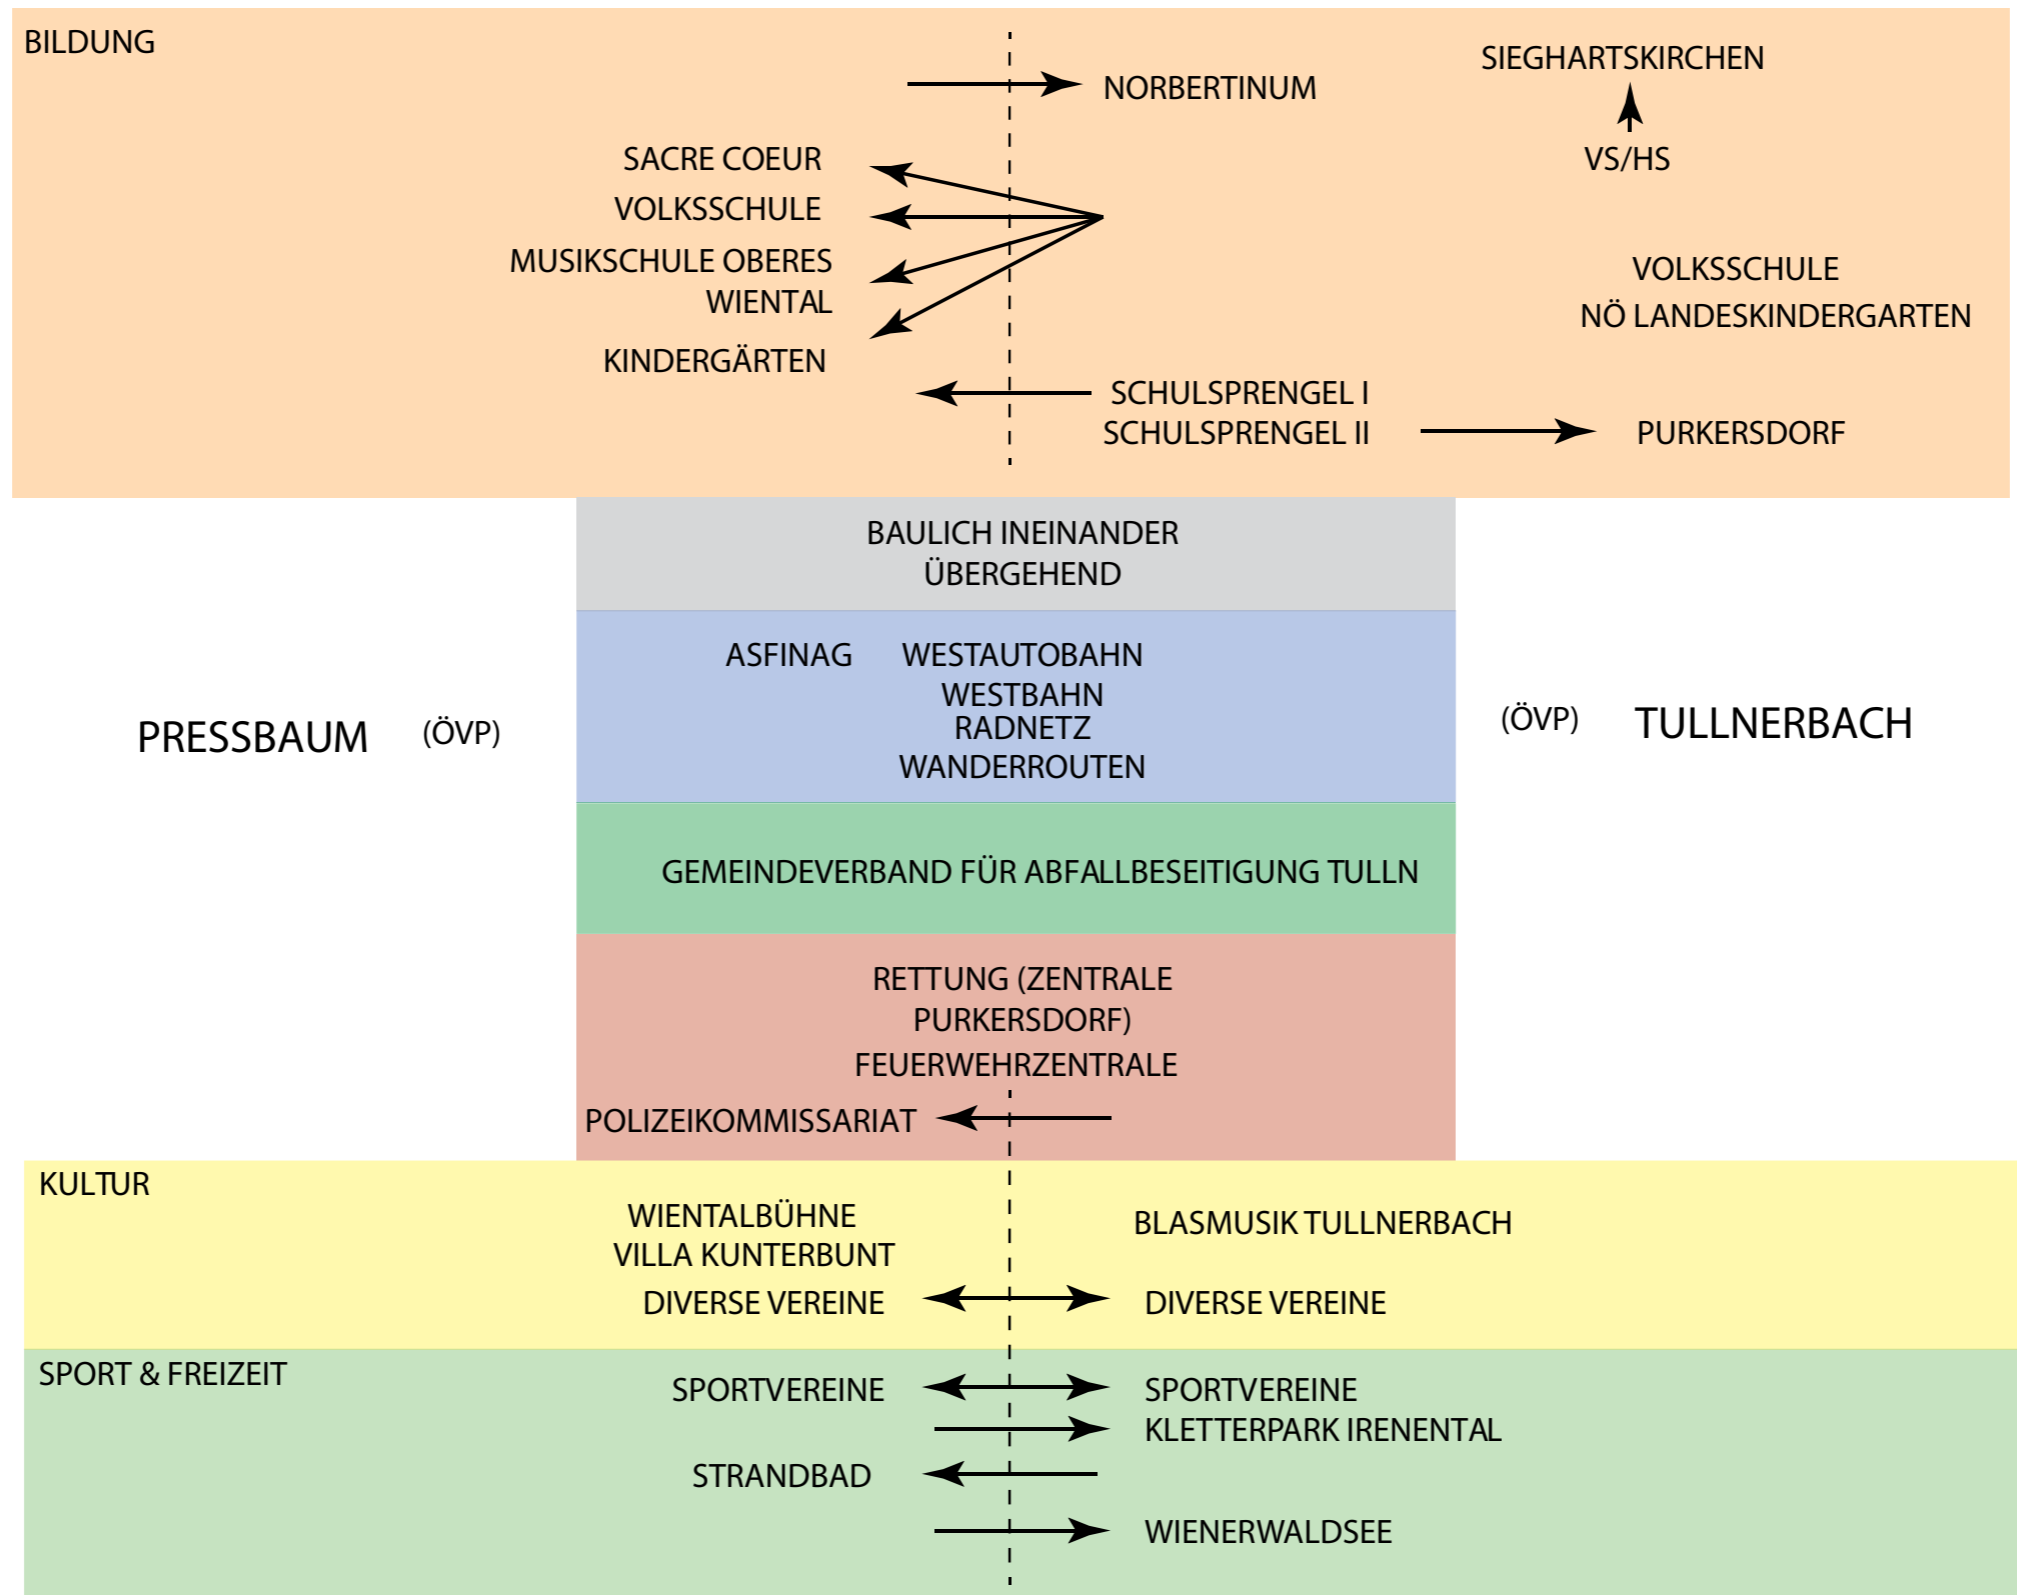 BILDUNG
SIEGHARTSKIRCHEN
NORBERTINUM
SACRE COEUR
VS/HS
VOLKSSCHULE
MUSIKSCHULE OBERES
WIENTAL
VOLKSSCHULE
NÖ LANDESKINDERGARTEN
KINDERGÄRTEN
SCHULSPRENGEL I
SCHULSPRENGEL II
PURKERSDORF
BAULICH INEINANDER
ÜBERGEHEND
ASFINAG WESTAUTOBAHN
WESTBAHN
RADNETZ
WANDERROUTEN
PRESSBAUM (ÖVP)
(ÖVP) TULLNERBACH
GEMEINDEVERBAND FÜR ABFALLBESEITIGUNG TULLN
RETTUNG (ZENTRALE
PURKERSDORF)
FEUERWEHRZENTRALE
POLIZEIKOMMISSARIAT
KULTUR
WIENTALBÜHNE
VILLA KUNTERBUNT
BLASMUSIK TULLNERBACH
DIVERSE VEREINE
DIVERSE VEREINE
SPORT & FREIZEIT
SPORTVEREINE
SPORTVEREINE
KLETTERPARK IRENENTAL
STRANDBAD
WIENERWALDSEE